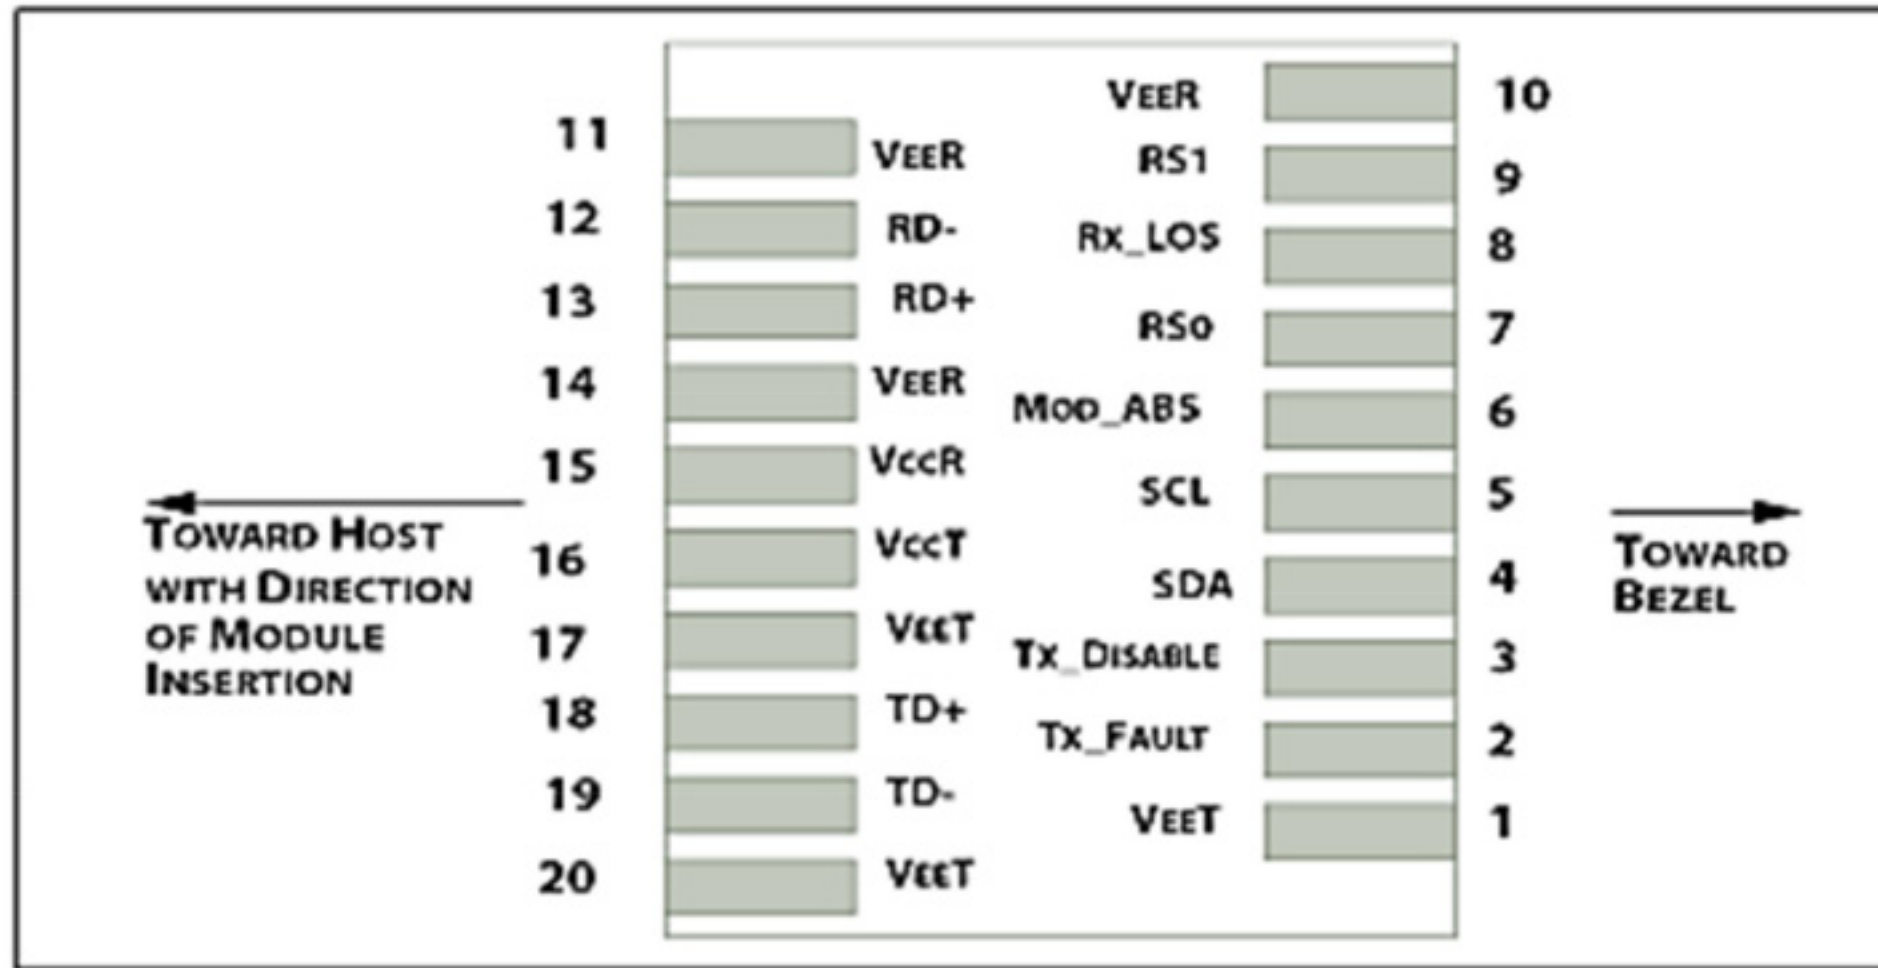 VEER 10
11 VEER
RS1 9
12 RD-
RX_LOS 8
13 RD+
RS0 7
14 VEER
MOD_ABS 6
15 VCCR
SCL 5
TOWARD HOST
WITH DIRECTION
OF MODULE
INSERTION
16 VCCT
TOWARD
BEZEL
SDA 4
17 VEET
TX_DISABLE 3
18 TD+
TX_FAULT 2
19 TD-
VEET 1
20 VEET